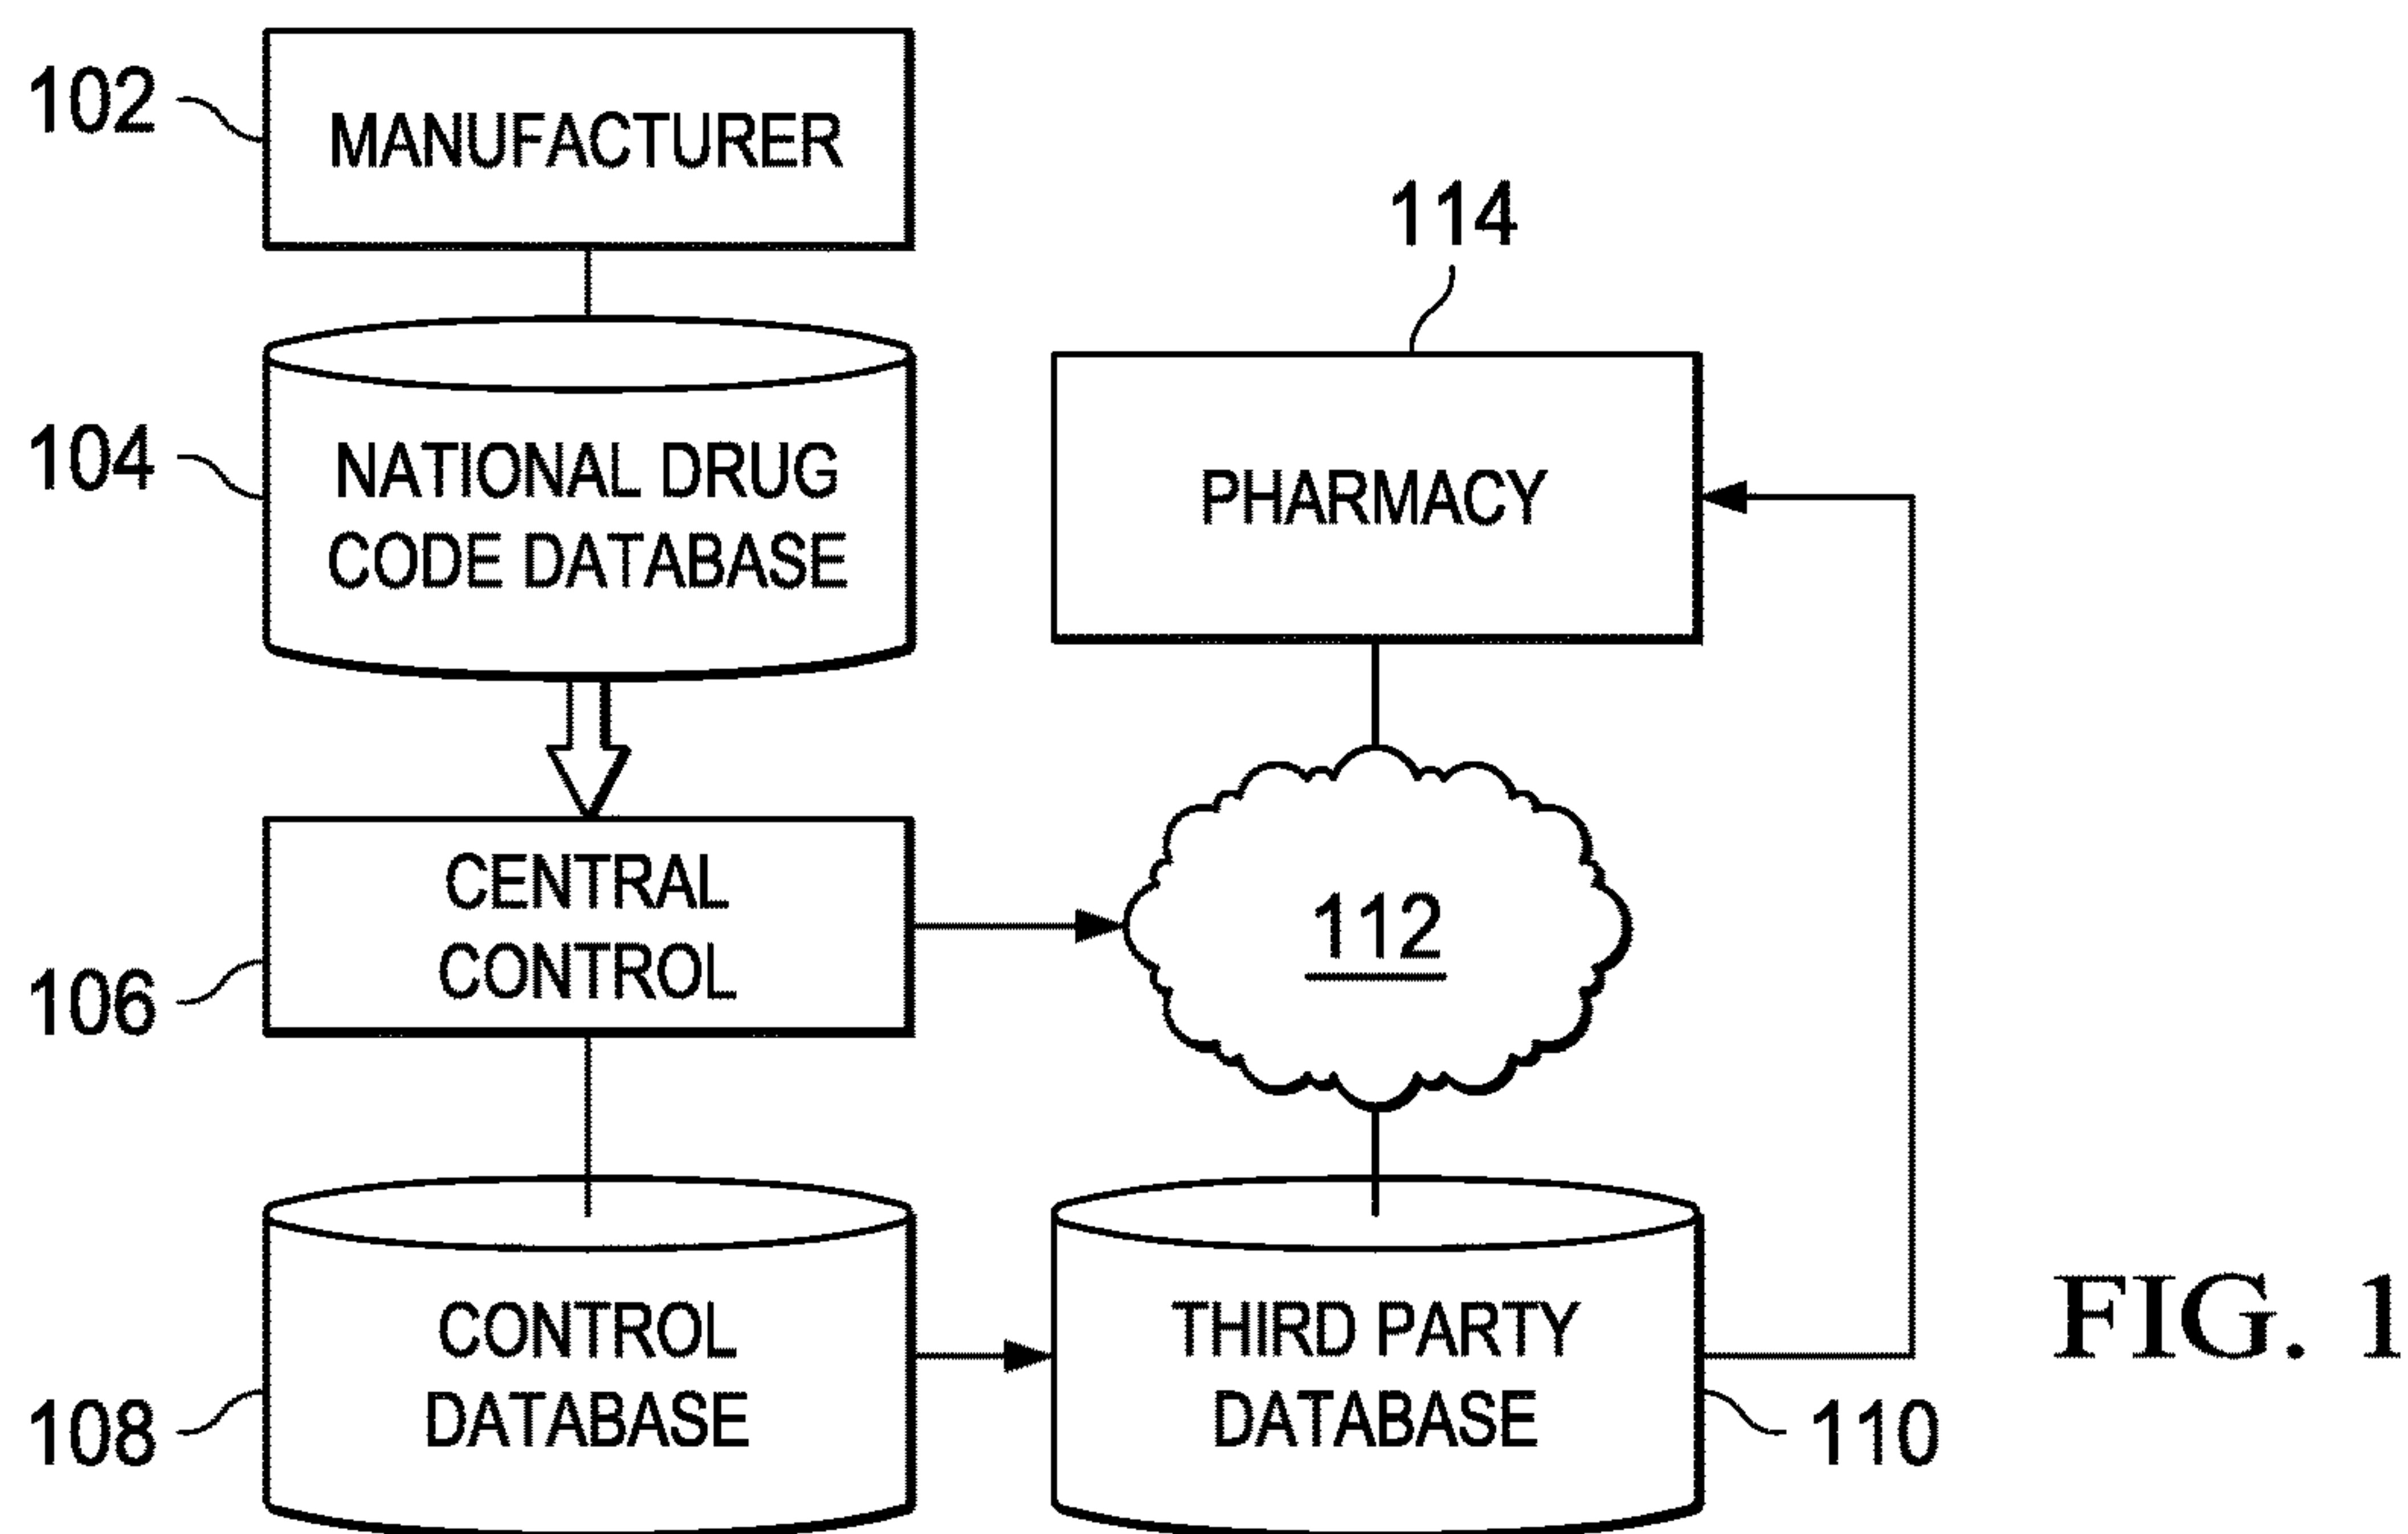 102
MANUFACTURER
114
104
NATIONAL DRUG
CODE DATABASE
PHARMACY
106
CENTRAL
CONTROL
112
108
CONTROL
DATABASE
THIRD PARTY
DATABASE
110
FIG. 1